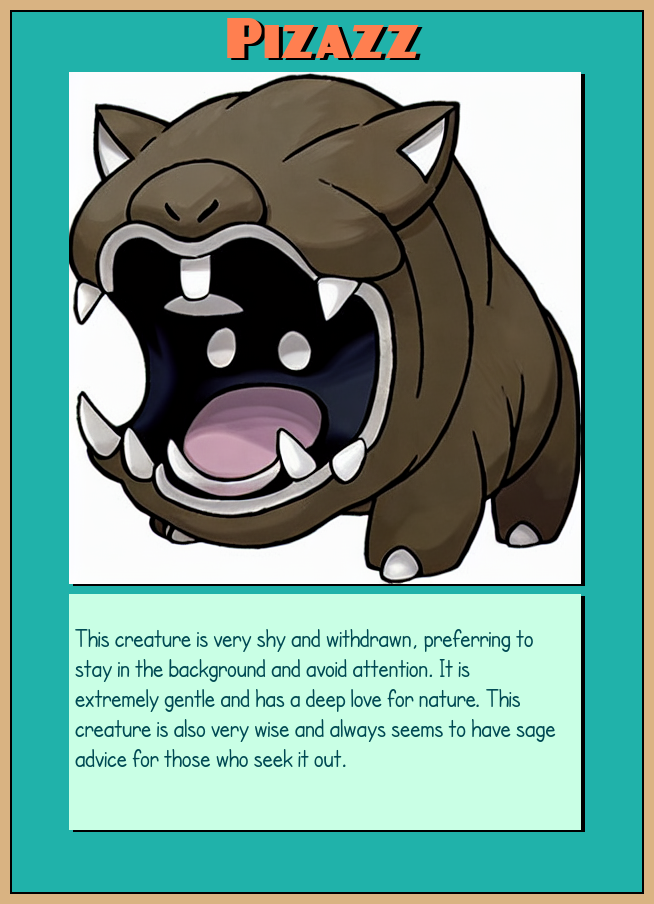 Pizazz
This creature is very shy and withdrawn, preferring to
stay in the background and avoid attention. It is
extremely gentle and has a deep love for nature. This
creature is also very wise and always seems to have sage
advice for those who seek it out.